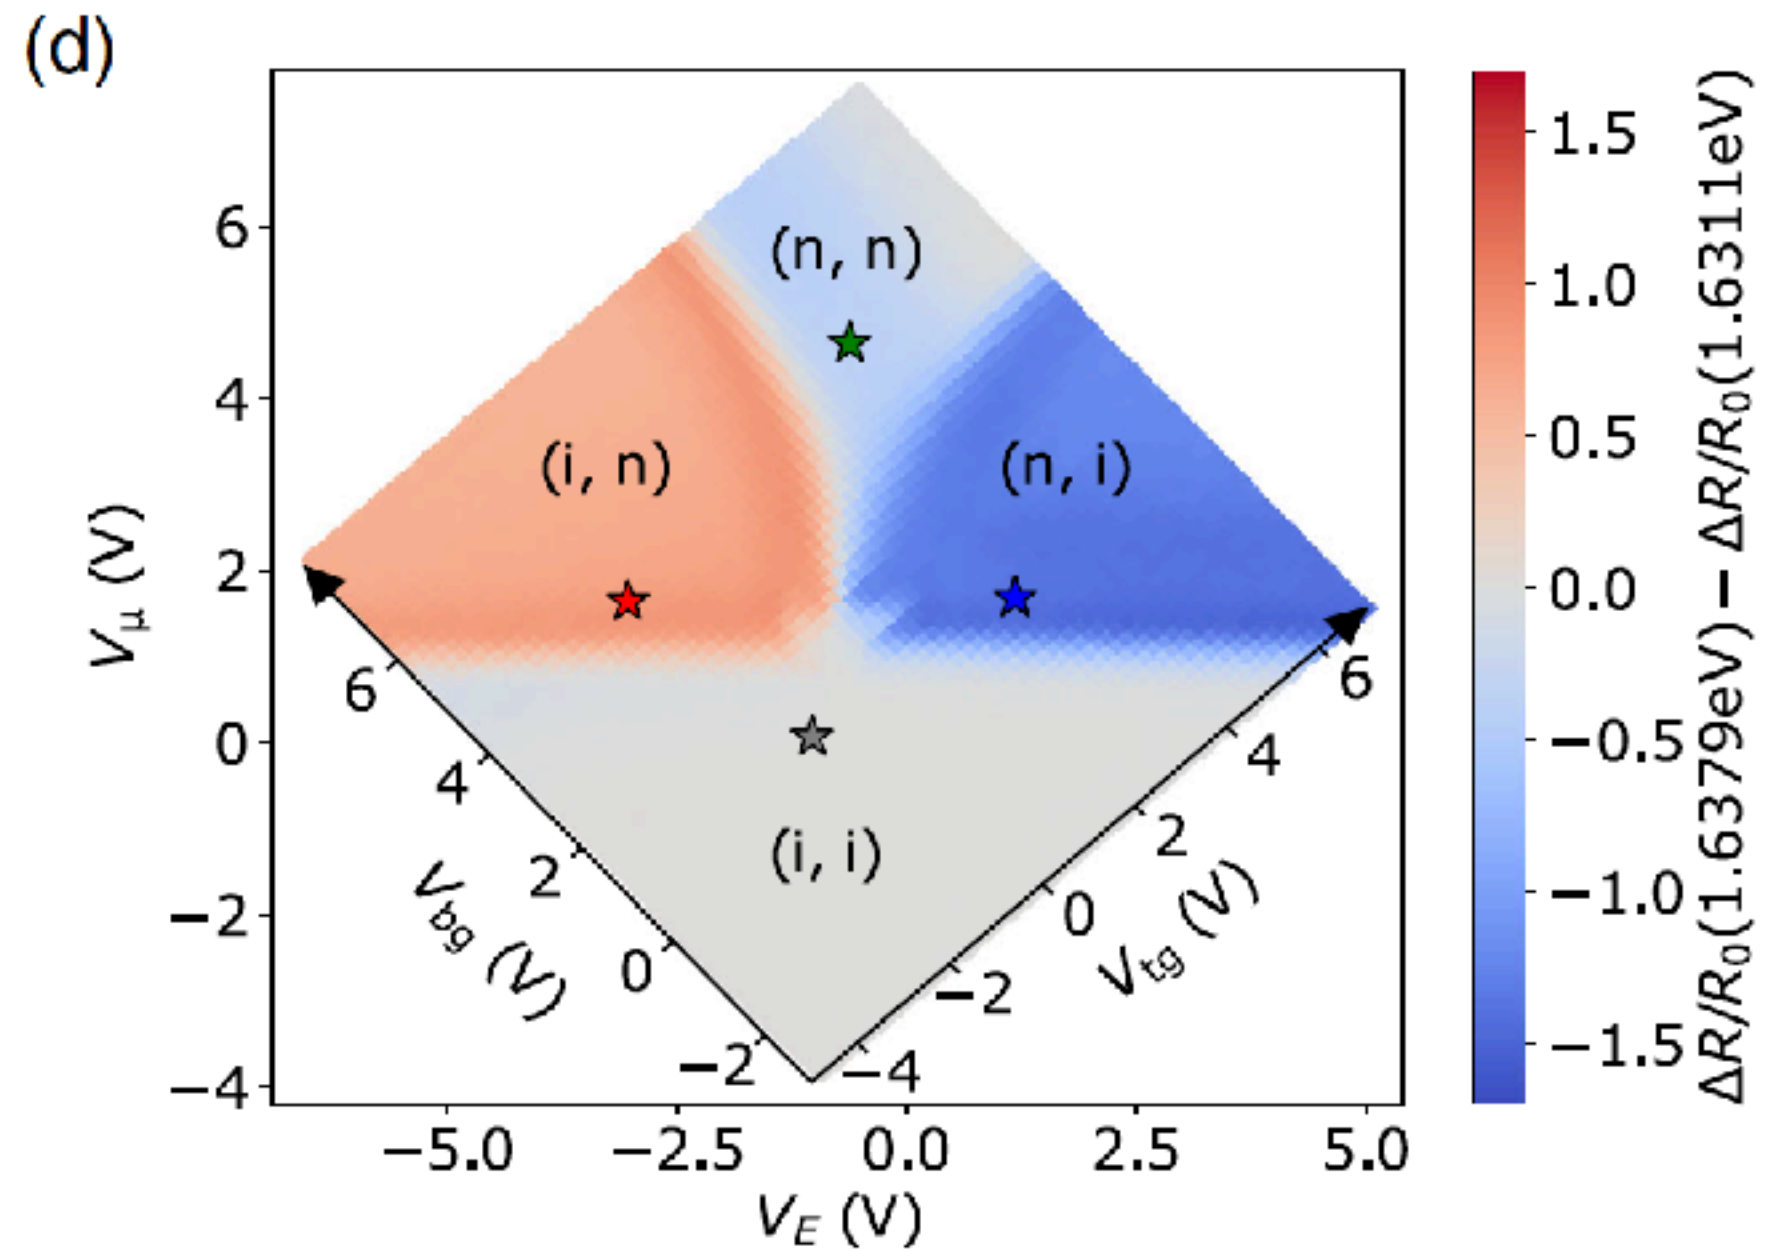 (d)
(n, n)
(i, n)
(n, i)
(i, i)
6
4
2
0
−2
−4
Vμ (V)
−5.0
−2.5
0.0
2.5
5.0
V_E (V)
6
4
2
0
−2
V_bg (V)
−4
−2
0
2
4
6
V_tg (V)
1.5
1.0
0.5
0.0
−0.5
−1.0
−1.5
ΔR/R₀(1.6379eV) − ΔR/R₀(1.6311eV)